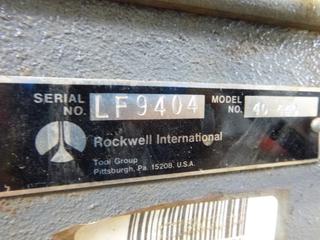 SERIAL NO. LF9404 MODEL NO.
Rockwell International
Tool Group
Pittsburgh, Pa. 15208. U.S.A.